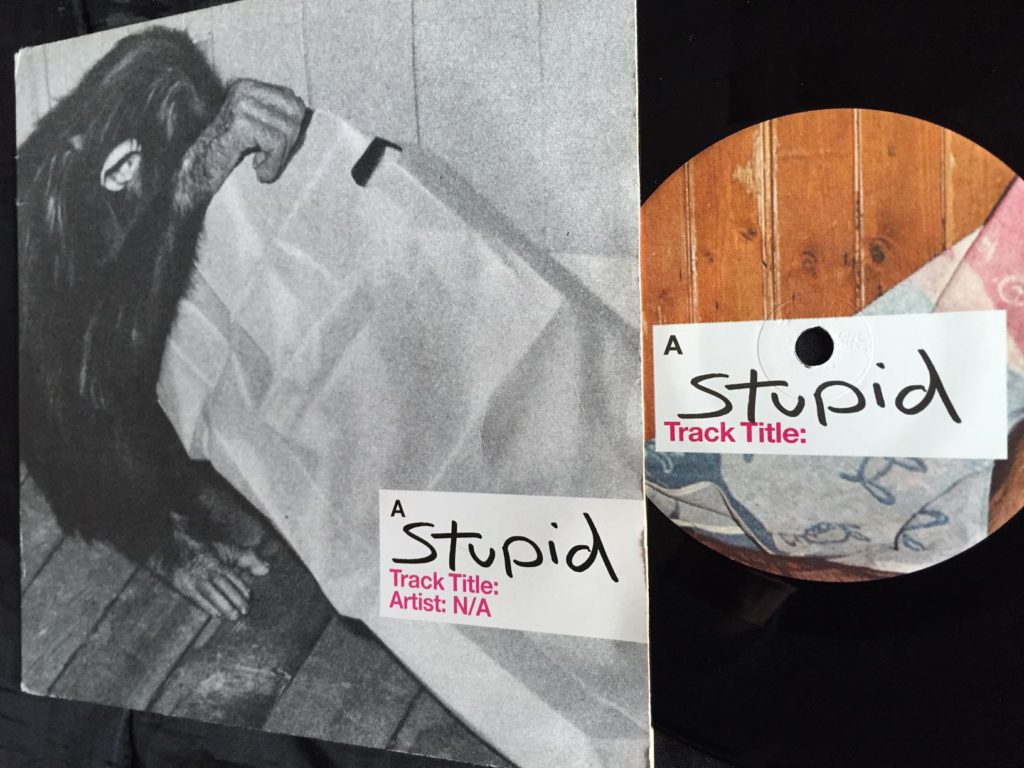 A
Stupid
Track Title:
Artist: N/A
A
Stupid
Track Title: